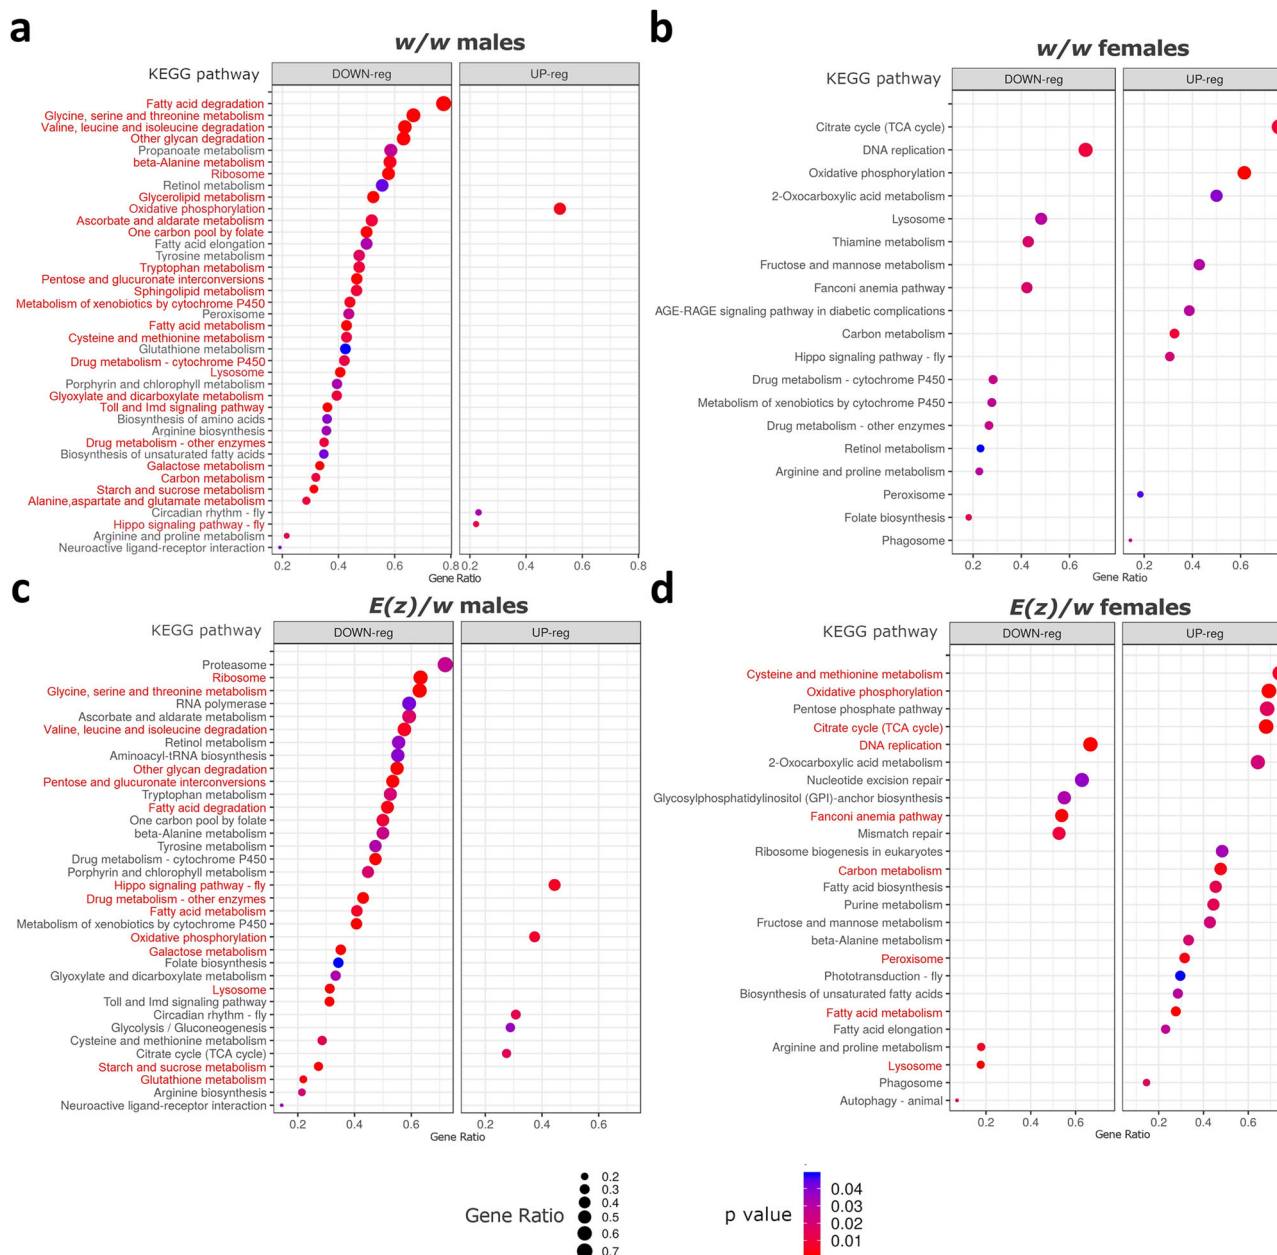 a
w/w males
KEGG pathway
DOWN-reg
UP-reg
Fatty acid degradation
Glycine, serine and threonine metabolism
Valine, leucine and isoleucine degradation
Other glycan degradation
Propanoate metabolism
beta-Alanine metabolism
Ribosome
Retinol metabolism
Glycerolipid metabolism
Oxidative phosphorylation
Ascorbate and aldarate metabolism
One carbon pool by folate
Fatty acid elongation
Tyrosine metabolism
Tryptophan metabolism
Pentose and glucuronate interconversions
Sphingolipid metabolism
Metabolism of xenobiotics by cytochrome P450
Peroxisome
Fatty acid metabolism
Cysteine and methionine metabolism
Glutathione metabolism
Drug metabolism - cytochrome P450
Lysosome
Porphyrin and chlorophyll metabolism
Glyoxylate and dicarboxylate metabolism
Toll and Imd signaling pathway
Biosynthesis of amino acids
Arginine biosynthesis
Drug metabolism - other enzymes
Biosynthesis of unsaturated fatty acids
Galactose metabolism
Carbon metabolism
Starch and sucrose metabolism
Alanine,aspartate and glutamate metabolism
Circadian rhythm - fly
Hippo signaling pathway - fly
Arginine and proline metabolism
Neuroactive ligand-receptor interaction
0.2 0.4 0.6 0.8 0.2 0.4 0.6 0.8
Gene Ratio
b
w/w females
KEGG pathway
DOWN-reg
UP-reg
Citrate cycle (TCA cycle)
DNA replication
Oxidative phosphorylation
2-Oxocarboxylic acid metabolism
Lysosome
Thiamine metabolism
Fructose and mannose metabolism
Fanconi anemia pathway
AGE-RAGE signaling pathway in diabetic complications
Carbon metabolism
Hippo signaling pathway - fly
Drug metabolism - cytochrome P450
Metabolism of xenobiotics by cytochrome P450
Drug metabolism - other enzymes
Retinol metabolism
Arginine and proline metabolism
Peroxisome
Folate biosynthesis
Phagosome
0.2 0.4 0.6 0.2 0.4 0.6
Gene Ratio
c
E(z)/w males
KEGG pathway
DOWN-reg
UP-reg
Proteasome
Ribosome
Glycine, serine and threonine metabolism
RNA polymerase
Ascorbate and aldarate metabolism
Valine, leucine and isoleucine degradation
Retinol metabolism
Aminoacyl-tRNA biosynthesis
Other glycan degradation
Pentose and glucuronate interconversions
Tryptophan metabolism
Fatty acid degradation
One carbon pool by folate
beta-Alanine metabolism
Tyrosine metabolism
Drug metabolism - cytochrome P450
Porphyrin and chlorophyll metabolism
Hippo signaling pathway - fly
Drug metabolism - other enzymes
Fatty acid metabolism
Metabolism of xenobiotics by cytochrome P450
Oxidative phosphorylation
Galactose metabolism
Folate biosynthesis
Glyoxylate and dicarboxylate metabolism
Lysosome
Toll and Imd signaling pathway
Circadian rhythm - fly
Glycolysis / Gluconeogenesis
Cysteine and methionine metabolism
Citrate cycle (TCA cycle)
Starch and sucrose metabolism
Glutathione metabolism
Arginine biosynthesis
Neuroactive ligand-receptor interaction
0.2 0.4 0.6 0.2 0.4 0.6
Gene Ratio
d
E(z)/w females
KEGG pathway
DOWN-reg
UP-reg
Cysteine and methionine metabolism
Oxidative phosphorylation
Pentose phosphate pathway
Citrate cycle (TCA cycle)
DNA replication
2-Oxocarboxylic acid metabolism
Nucleotide excision repair
Glycosylphosphatidylinositol (GPI)-anchor biosynthesis
Fanconi anemia pathway
Mismatch repair
Ribosome biogenesis in eukaryotes
Carbon metabolism
Fatty acid biosynthesis
Purine metabolism
Fructose and mannose metabolism
beta-Alanine metabolism
Peroxisome
Phototransduction - fly
Biosynthesis of unsaturated fatty acids
Fatty acid metabolism
Fatty acid elongation
Arginine and proline metabolism
Lysosome
Phagosome
Autophagy - animal
0.2 0.4 0.6 0.2 0.4 0.6
Gene Ratio
Gene Ratio
0.2
0.3
0.4
0.5
0.6
0.7
p value
0.04
0.03
0.02
0.01